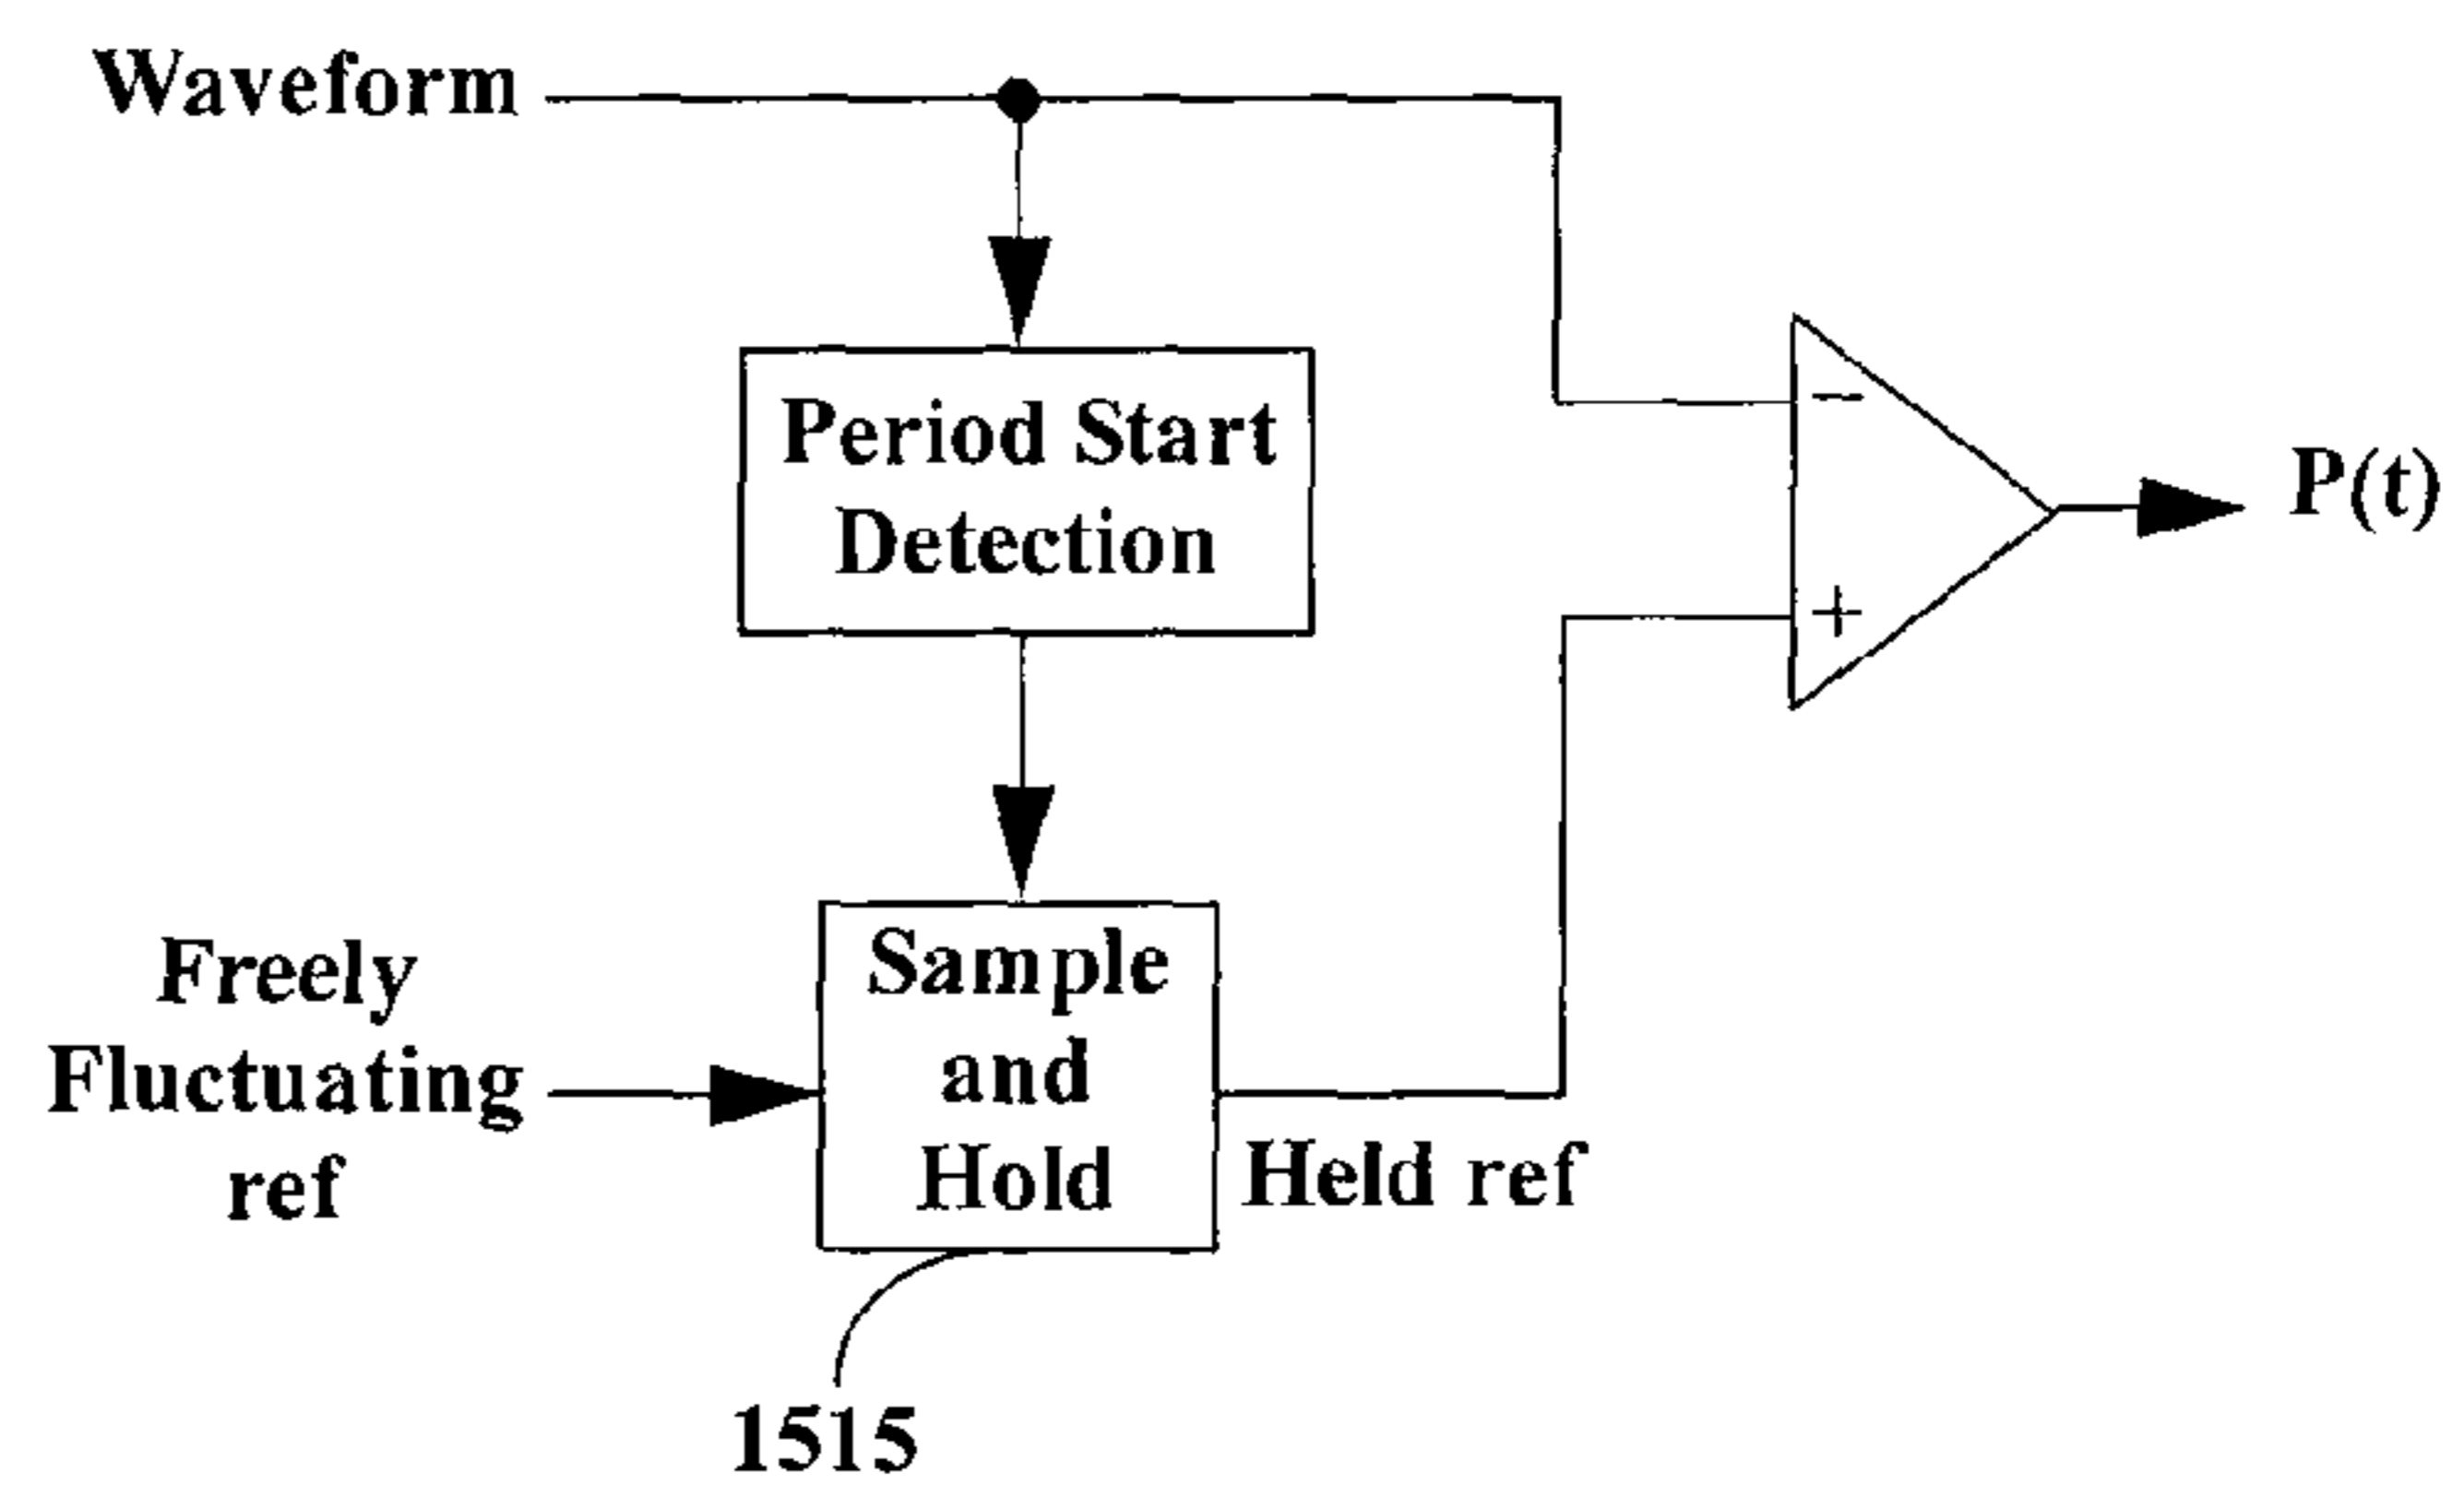 Waveform
Period Start
Detection
−
+
P(t)
Freely
Fluctuating
ref
Sample
and
Hold
Held ref
1515